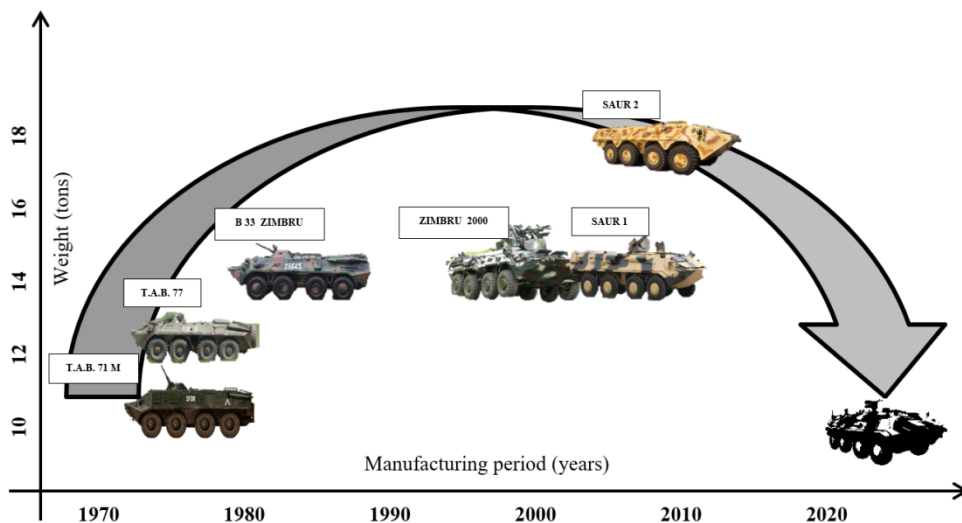 SAUR 2
18
16
B 33 ZIMBRU
ZIMBRU 2000
SAUR 1
Weight (tons)
14
T.A.B. 77
12
T.A.B. 71 M
10
Manufacturing period (years)
1970 1980 1990 2000 2010 2020